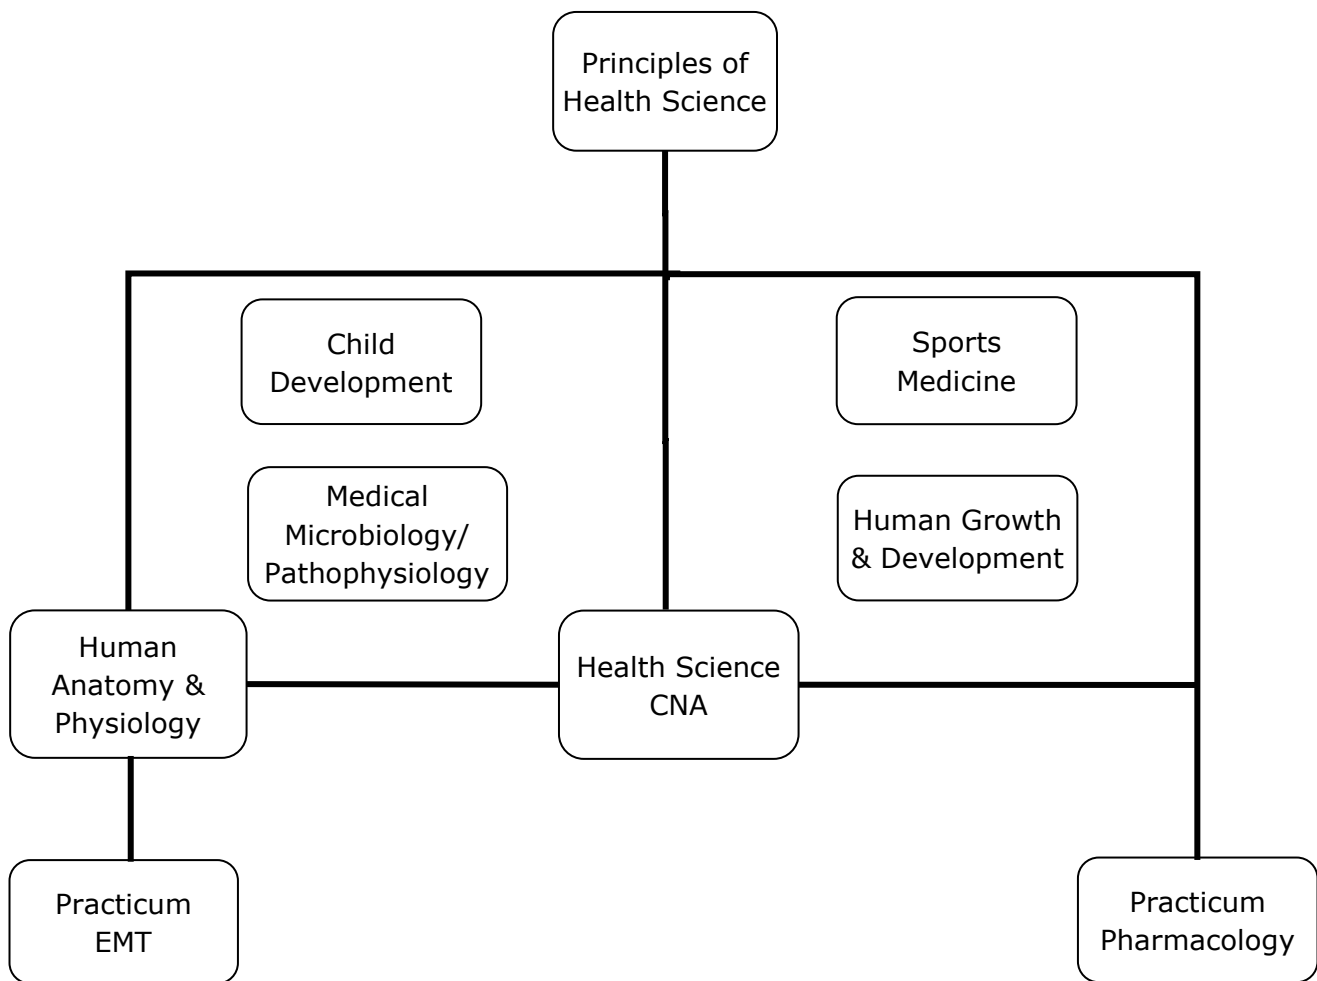 Principles of
Health Science
Child
Development
Sports
Medicine
Medical
Microbiology/
Pathophysiology
Human Growth
& Development
Human
Anatomy &
Physiology
Health Science
CNA
Practicum
EMT
Practicum
Pharmacology